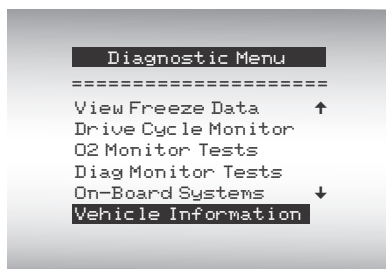 Diagnostic Menu
=====================
View Freeze Data ↑
Drive Cycle Monitor
O2 Monitor Tests
Diag Monitor Tests
On-Board Systems ↓
Vehicle Information